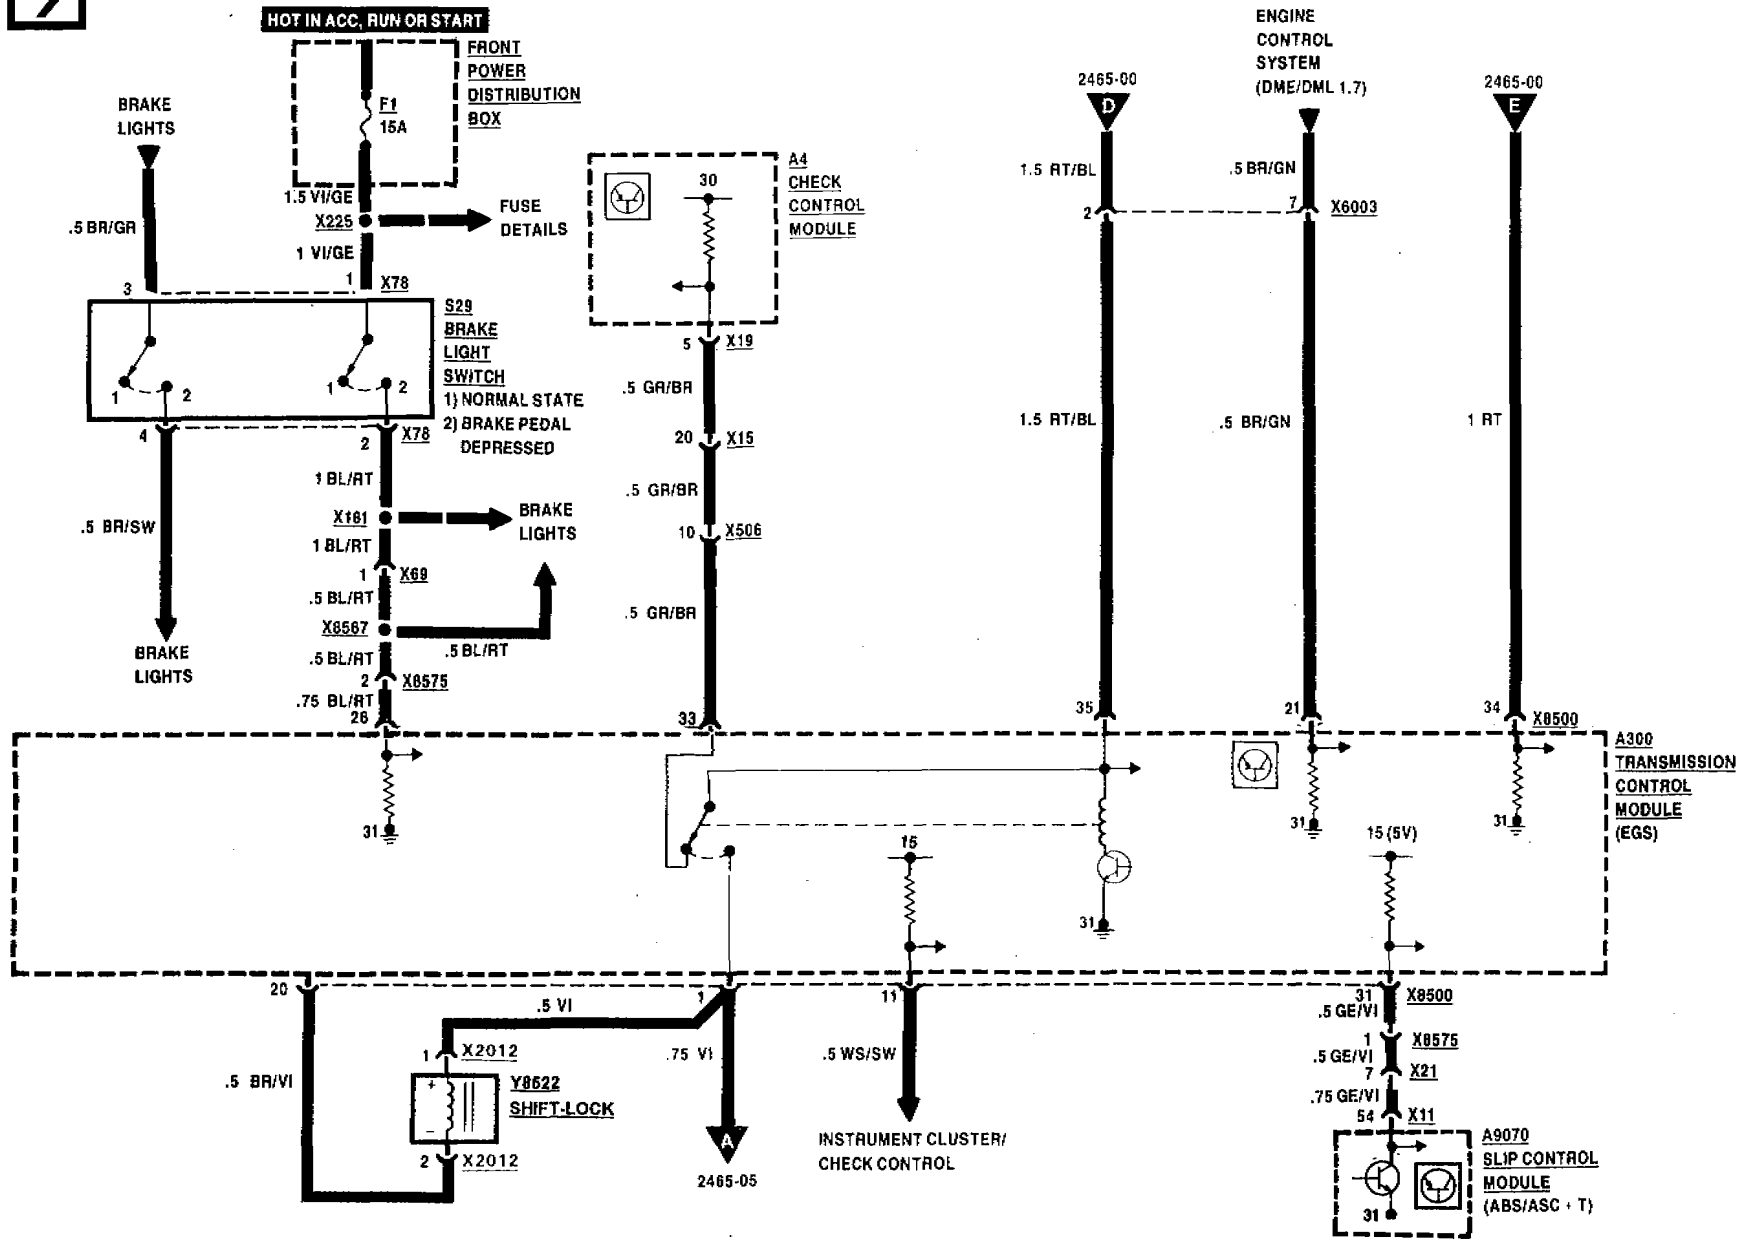 7
HOT IN ACC, RUN OR START
FRONT
POWER
DISTRIBUTION
BOX
F1
15A
BRAKE
LIGHTS
1.5 VI/GE
X225
FUSE
DETAILS
.5 BR/GR
1 VI/GE
3
1
X78
S29
BRAKE
LIGHT
SWITCH
1) NORMAL STATE
2) BRAKE PEDAL
DEPRESSED
1
2
1
2
4
2
X78
1 BL/RT
.5 BR/SW
X181
BRAKE
LIGHTS
1 BL/RT
1
X69
.5 BL/RT
X8587
.5 BL/RT
BRAKE
LIGHTS
.5 BL/RT
2
X8575
.75 BL/RT
26
A4
CHECK
CONTROL
MODULE
30
5
X19
.5 GR/BR
20
X15
.5 GR/BR
10
X506
.5 GR/BR
33
2465-00
D
1.5 RT/BL
2
1.5 RT/BL
35
ENGINE
CONTROL
SYSTEM
(DME/DML 1.7)
.5 BR/GN
7
X6003
.5 BR/GN
21
2465-00
E
1 RT
34
X8500
A300
TRANSMISSION
CONTROL
MODULE
(EGS)
31
15
31
31
31
15 (5V)
20
1
11
31
X8500
.5 VI
.5 GE/VI
1
X2012
.75 VI
.5 WS/SW
1
X8575
.5 GE/VI
7
X21
.5 BR/VI
+
-
Y8522
SHIFT-LOCK
.75 GE/VI
54
X11
2
X2012
A
2465-05
INSTRUMENT CLUSTER/
CHECK CONTROL
A9070
SLIP CONTROL
MODULE
(ABS/ASC + T)
31